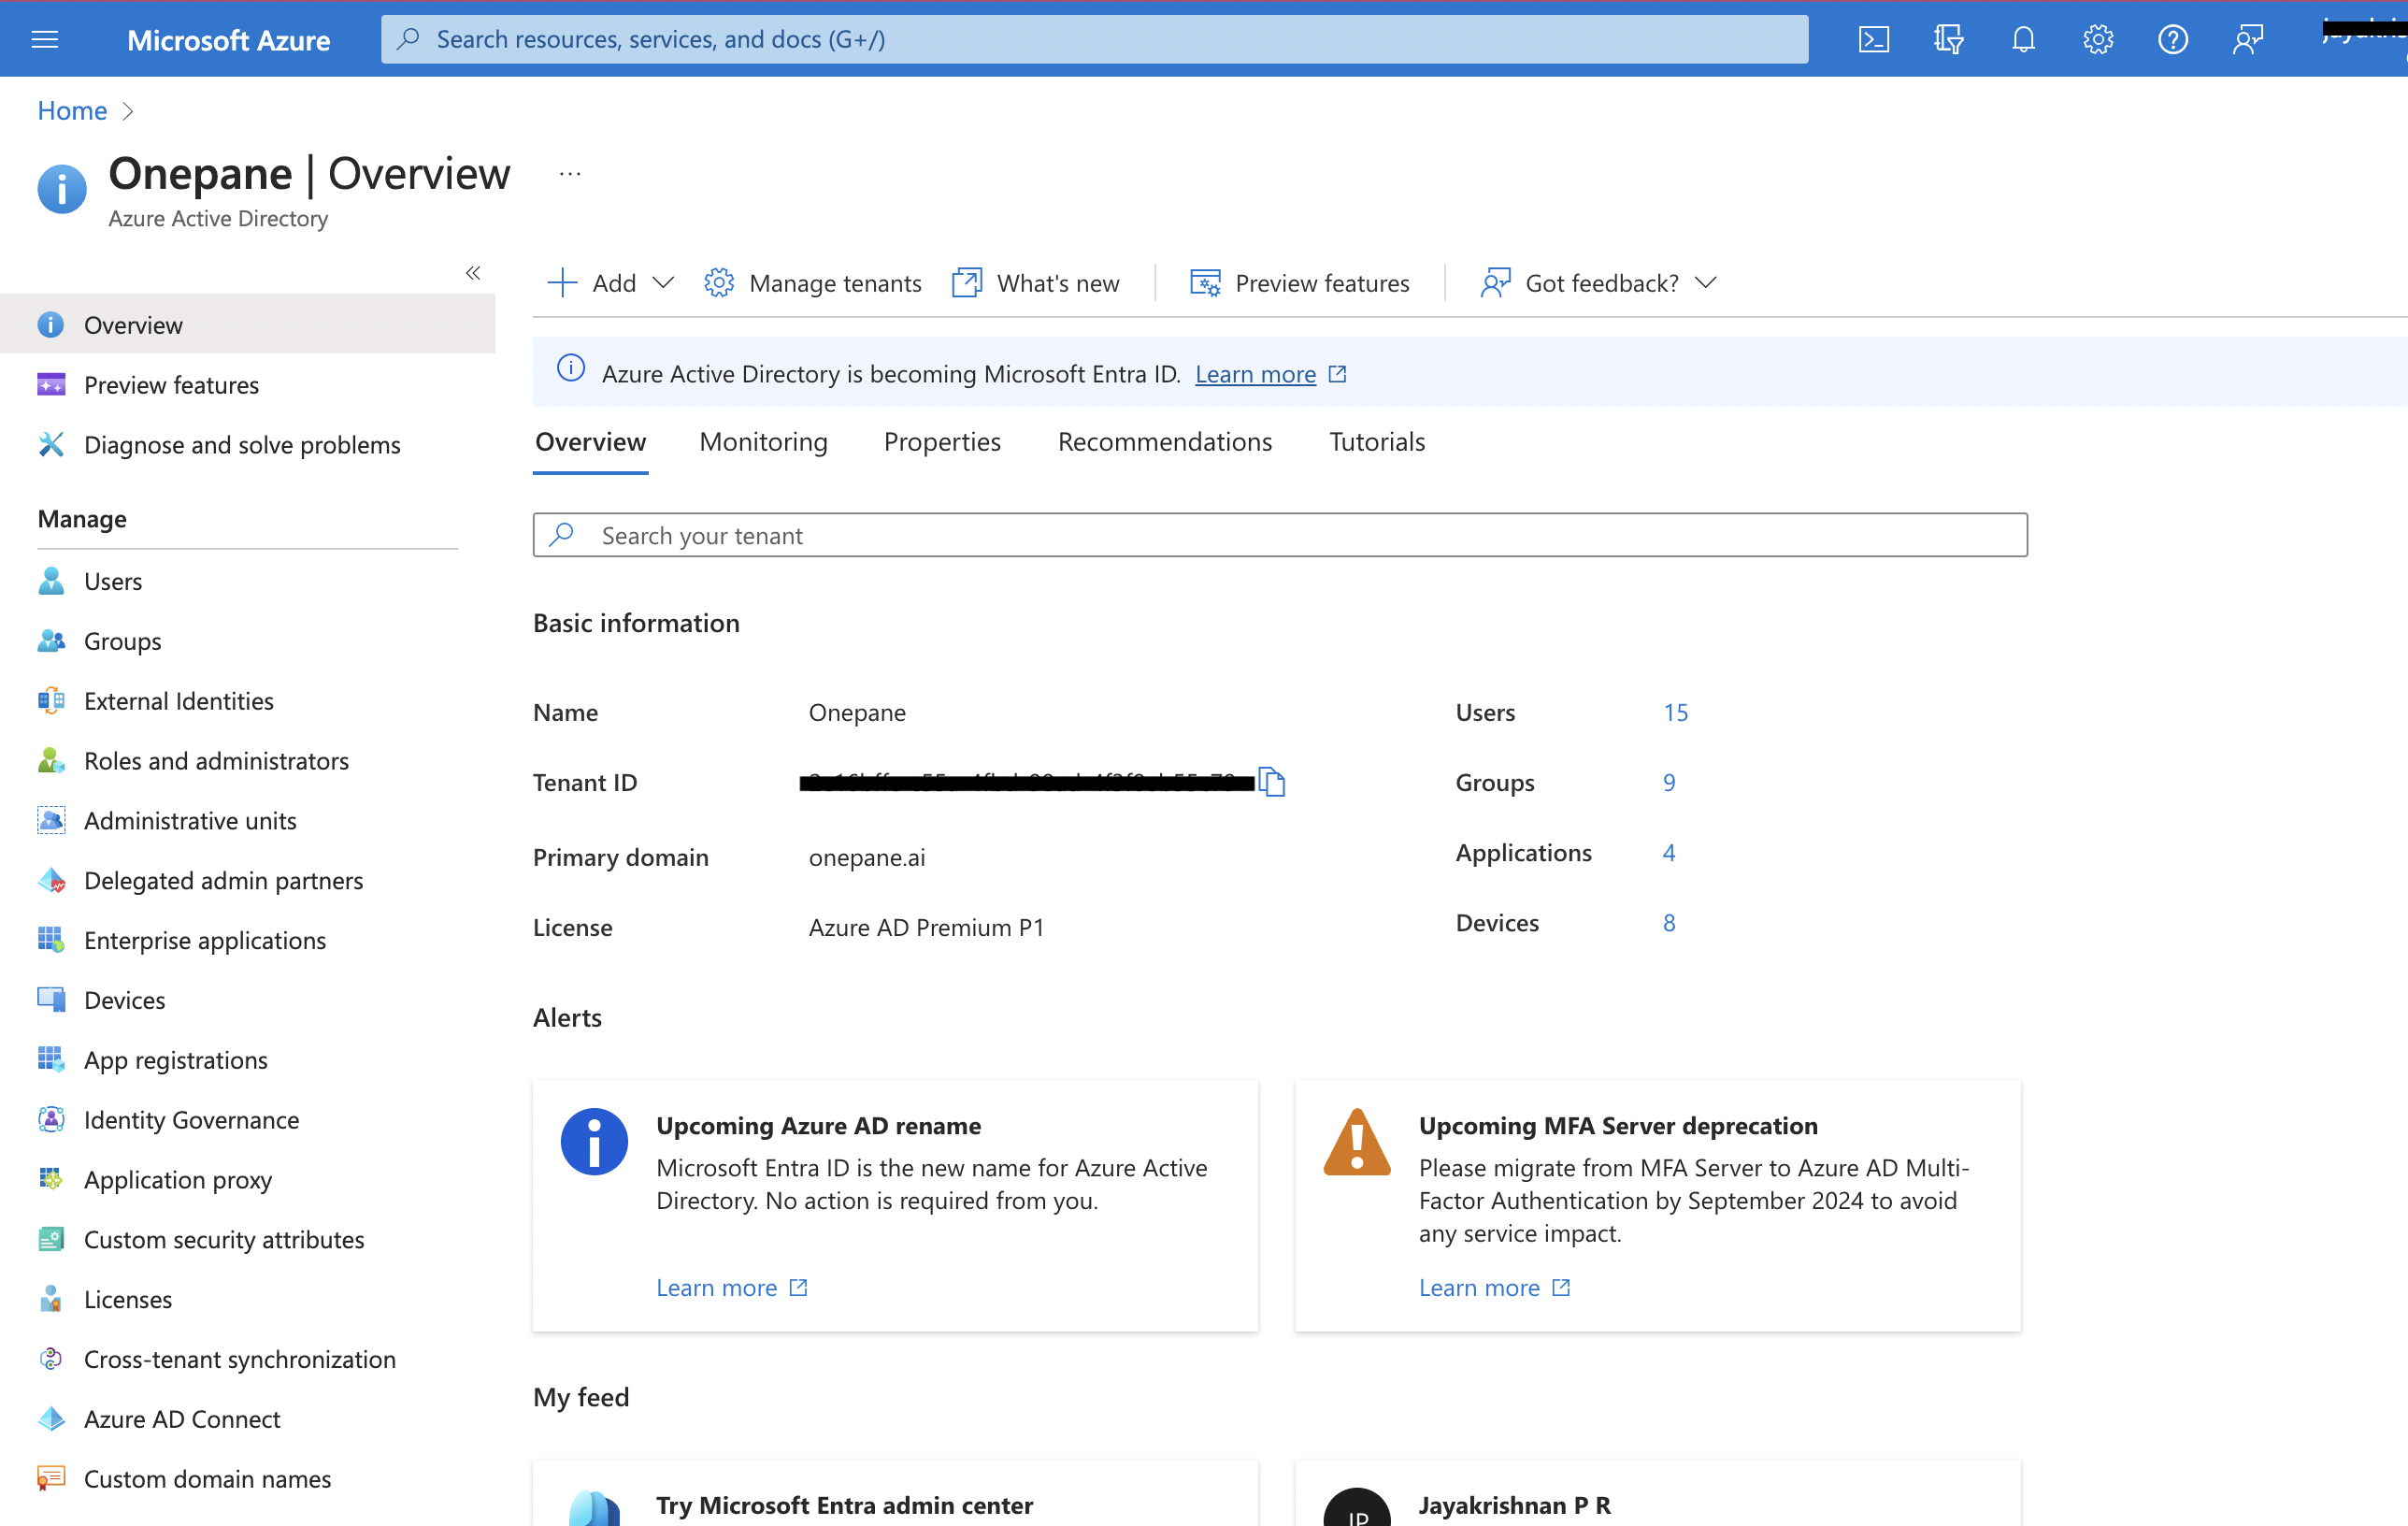 Microsoft Azure
Search resources, services, and docs (G+/)
Home
Onepane | Overview
...
Azure Active Directory
Add
Manage tenants
What's new
Preview features
Got feedback?
Overview
Preview features
Diagnose and solve problems
Manage
Users
Groups
External Identities
Roles and administrators
Administrative units
Delegated admin partners
Enterprise applications
Devices
App registrations
Identity Governance
Application proxy
Custom security attributes
Licenses
Cross-tenant synchronization
Azure AD Connect
Custom domain names
Azure Active Directory is becoming Microsoft Entra ID. Learn more
Overview
Monitoring
Properties
Recommendations
Tutorials
Search your tenant
Basic information
Name Onepane
Tenant ID
Primary domain onepane.ai
License Azure AD Premium P1
Users 15
Groups 9
Applications 4
Devices 8
Alerts
Upcoming Azure AD rename
Microsoft Entra ID is the new name for Azure Active
Directory. No action is required from you.
Learn more
Upcoming MFA Server deprecation
Please migrate from MFA Server to Azure AD Multi-
Factor Authentication by September 2024 to avoid
any service impact.
Learn more
My feed
Try Microsoft Entra admin center
JP
Jayakrishnan P R